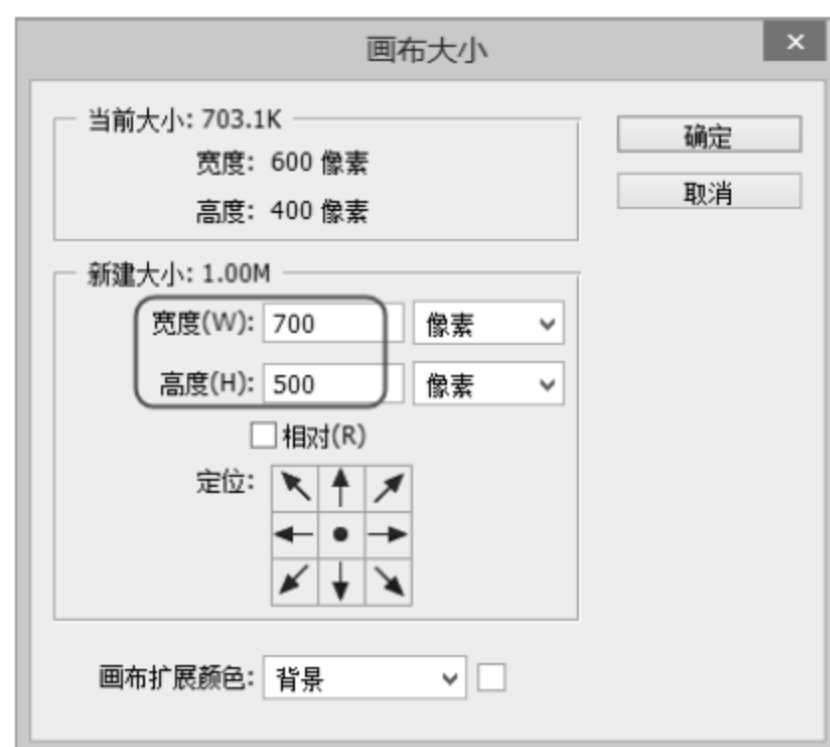 画布大小
当前大小: 703.1K
宽度: 600 像素
高度: 400 像素
确定
取消
新建大小: 1.00M
宽度(W): 700 像素
高度(H): 500 像素
相对(R)
定位:
画布扩展颜色: 背景